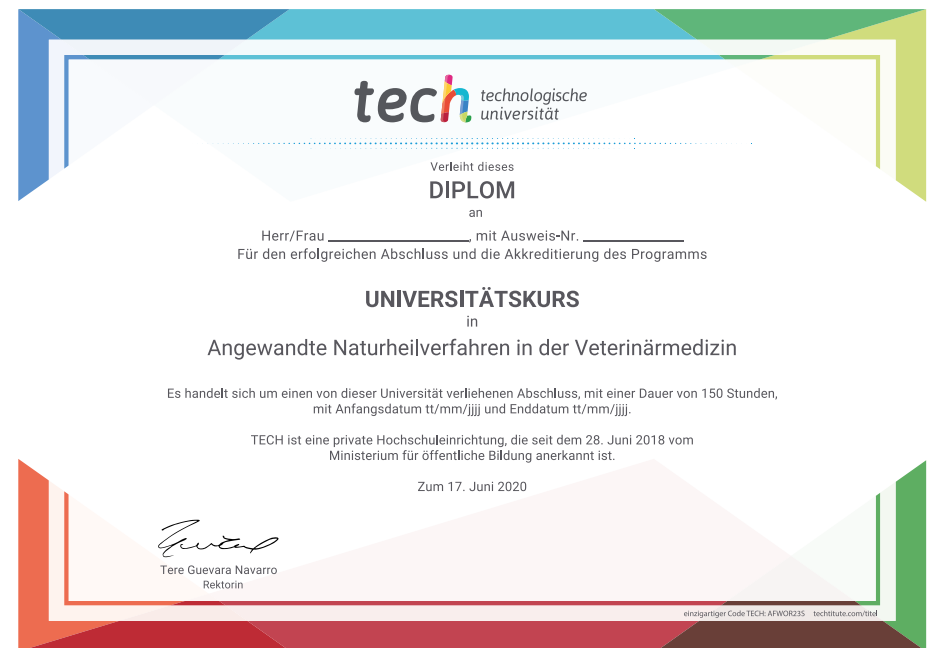 tech technologische
universität
Verleiht dieses
DIPLOM
an
Herr/Frau ____________________, mit Ausweis-Nr. ______________
Für den erfolgreichen Abschluss und die Akkreditierung des Programms
UNIVERSITÄTSKURS
in
Angewandte Naturheilverfahren in der Veterinärmedizin
Es handelt sich um einen von dieser Universität verliehenen Abschluss, mit einer Dauer von 150 Stunden,
mit Anfangsdatum tt/mm/jjjj und Enddatum tt/mm/jjjj.
TECH ist eine private Hochschuleinrichtung, die seit dem 28. Juni 2018 vom
Ministerium für öffentliche Bildung anerkannt ist.
Zum 17. Juni 2020
Tere Guevara Navarro
Rektorin
einzigartiger Code TECH: AFWOR23S techtitute.com/titel